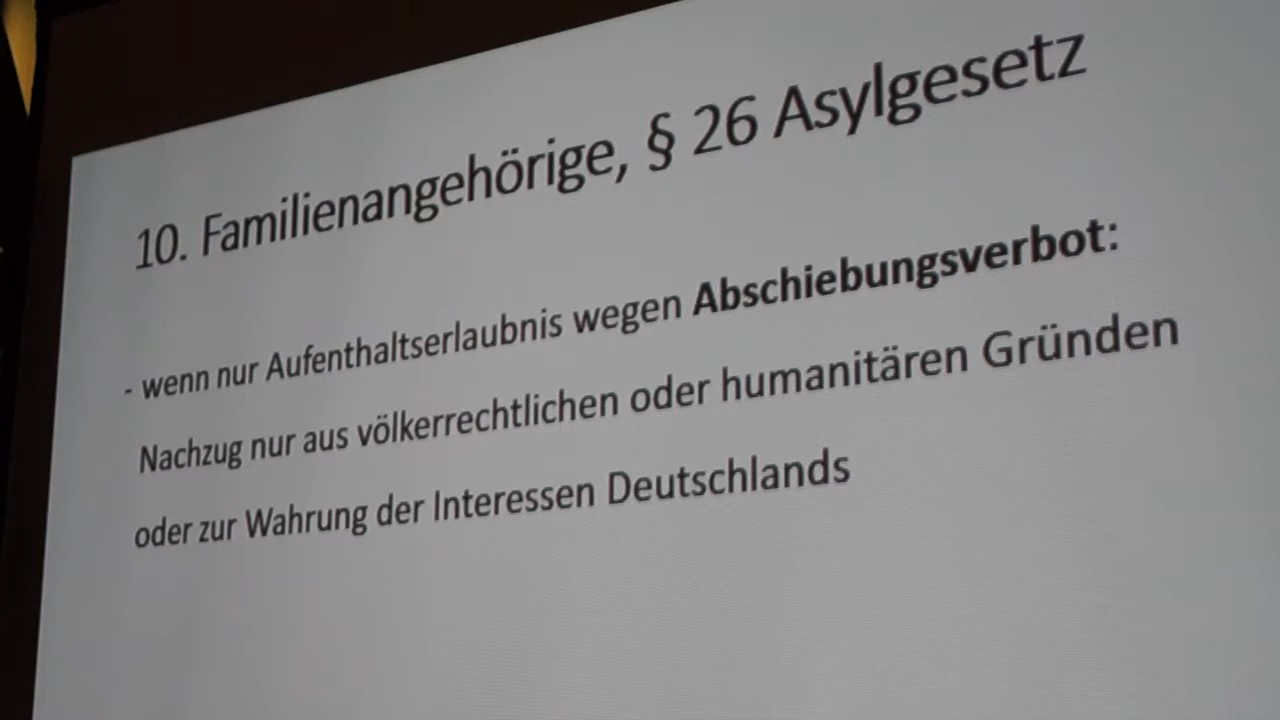 10. Familienangehörige, § 26 Asylgesetz
- wenn nur Aufenthaltserlaubnis wegen Abschiebungsverbot:
Nachzug nur aus völkerrechtlichen oder humanitären Gründen
oder zur Wahrung der Interessen Deutschlands